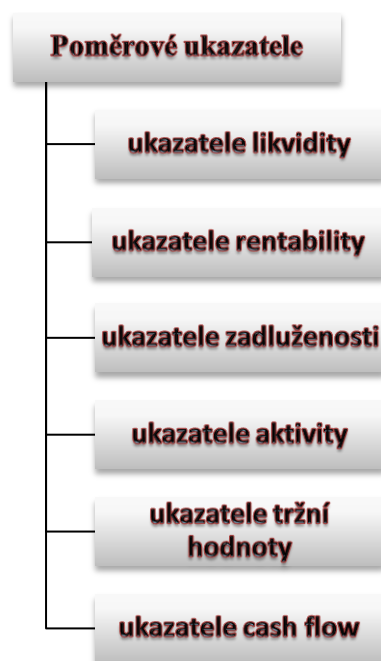 Poměrové ukazatele
ukazatele likvidity
ukazatele rentability
ukazatele zadluženosti
ukazatele aktivity
ukazatele tržní
hodnoty
ukazatele cash flow